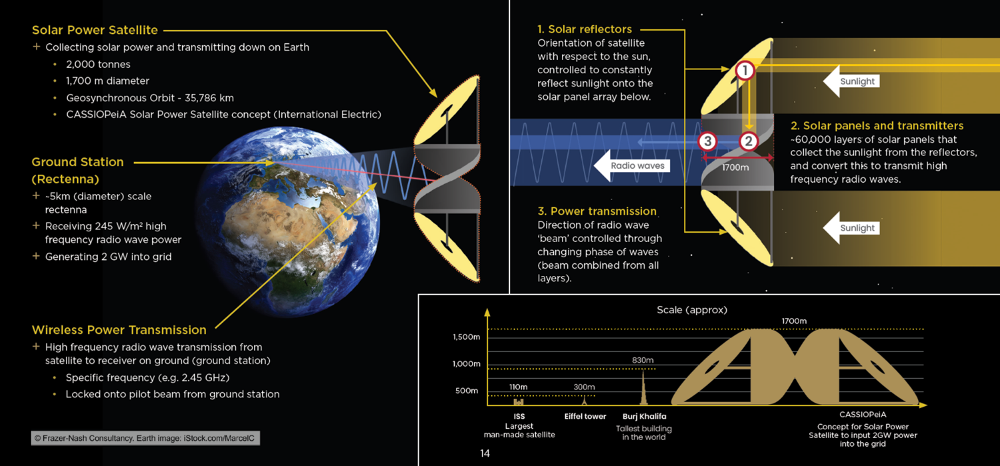 Solar Power Satellite
+ Collecting solar power and transmitting down on Earth
• 2,000 tonnes
• 1,700 m diameter
• Geosynchronous Orbit - 35,786 km
• CASSIOPeiA Solar Power Satellite concept (International Electric)
Ground Station
(Rectenna)
+ ~5km (diameter) scale
rectenna
+ Receiving 245 W/m² high
frequency radio wave power
+ Generating 2 GW into grid
Wireless Power Transmission
+ High frequency radio wave transmission from
satellite to receiver on ground (ground station)
• Specific frequency (e.g. 2.45 GHz)
• Locked onto pilot beam from ground station
© Frazer-Nash Consultancy. Earth image: iStock.com/MarcelC
1. Solar reflectors
Orientation of satellite
with respect to the sun,
controlled to constantly
reflect sunlight onto the
solar panel array below.
1
Sunlight
2. Solar panels and transmitters
~60,000 layers of solar panels that
collect the sunlight from the reflectors,
and convert this to transmit high
frequency radio waves.
3
2
Radio waves
1700m
3. Power transmission
Direction of radio wave
‘beam’ controlled through
changing phase of waves
(beam combined from all
layers).
Sunlight
Scale (approx)
1700m
1,500m
1,000m
500m
830m
110m
300m
ISS
Largest
man-made satellite
Eiffel tower
Burj Khalifa
Tallest building
in the world
CASSIOPeiA
Concept for Solar Power
Satellite to input 2GW power
into the grid
14